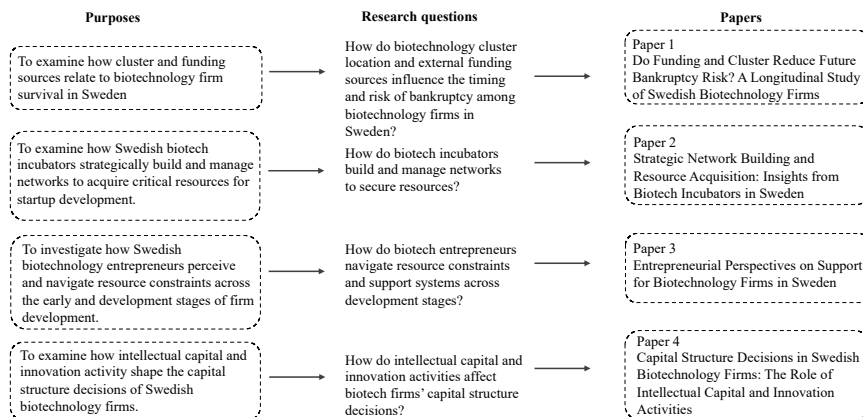 Purposes
Research questions
Papers
To examine how cluster and funding
sources relate to biotechnology firm
survival in Sweden
How do biotechnology cluster
location and external funding
sources influence the timing
and risk of bankruptcy among
biotechnology firms in
Sweden?
Paper 1
Do Funding and Cluster Reduce Future
Bankruptcy Risk? A Longitudinal Study
of Swedish Biotechnology Firms
To examine how Swedish biotech
incubators strategically build and manage
networks to acquire critical resources for
startup development.
How do biotech incubators
build and manage networks
to secure resources?
Paper 2
Strategic Network Building and
Resource Acquisition: Insights from
Biotech Incubators in Sweden
To investigate how Swedish
biotechnology entrepreneurs perceive
and navigate resource constraints across
the early and development stages of firm
development.
How do biotech entrepreneurs
navigate resource constraints
and support systems across
development stages?
Paper 3
Entrepreneurial Perspectives on Support
for Biotechnology Firms in Sweden
To examine how intellectual capital and
innovation activity shape the capital
structure decisions of Swedish
biotechnology firms.
How do intellectual capital and
innovation activities affect
biotech firms’ capital structure
decisions?
Paper 4
Capital Structure Decisions in Swedish
Biotechnology Firms: The Role of
Intellectual Capital and Innovation
Activities